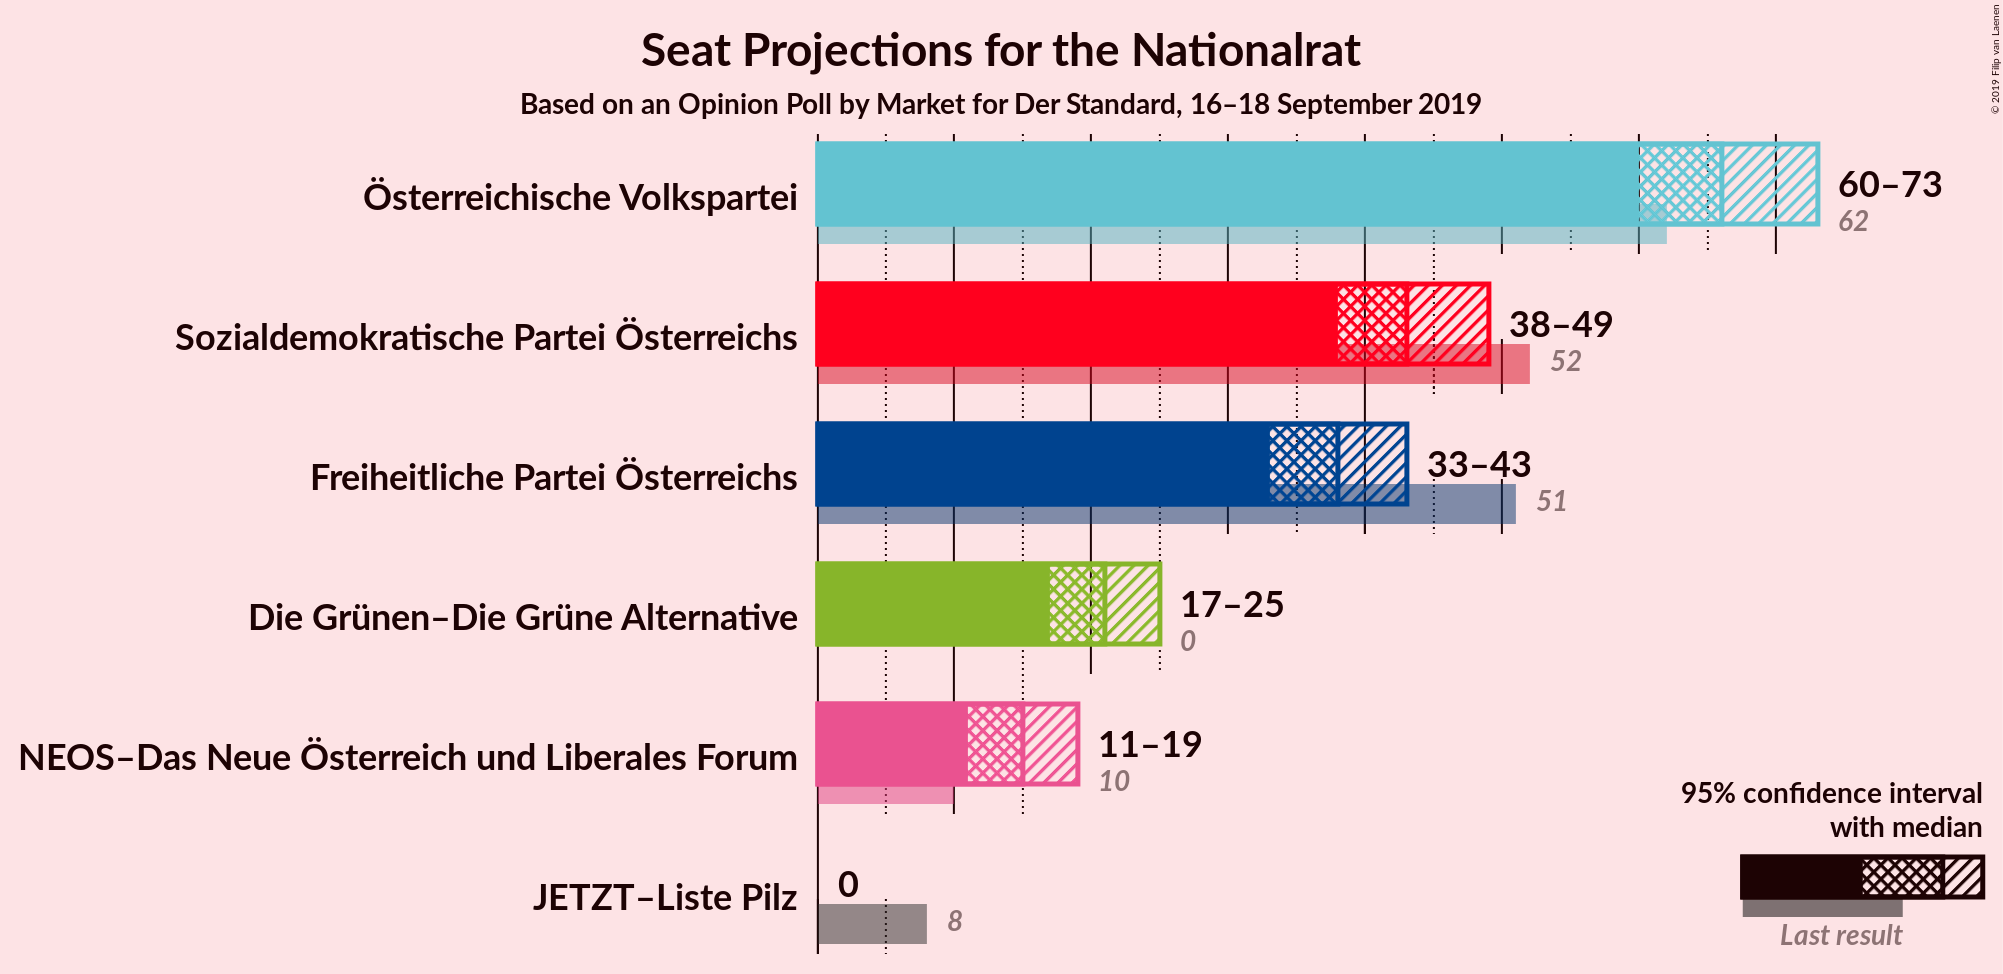 Seat Projections for the Nationalrat
Based on an Opinion Poll by Market for Der Standard, 16–18 September 2019
© 2019 Filip van Laenen
Österreichische Volkspartei
60–73
62
Sozialdemokratische Partei Österreichs
38–49
52
Freiheitliche Partei Österreichs
33–43
51
Die Grünen–Die Grüne Alternative
17–25
0
NEOS–Das Neue Österreich und Liberales Forum
11–19
10
JETZT–Liste Pilz
0
8
95% confidence interval
with median
Last result